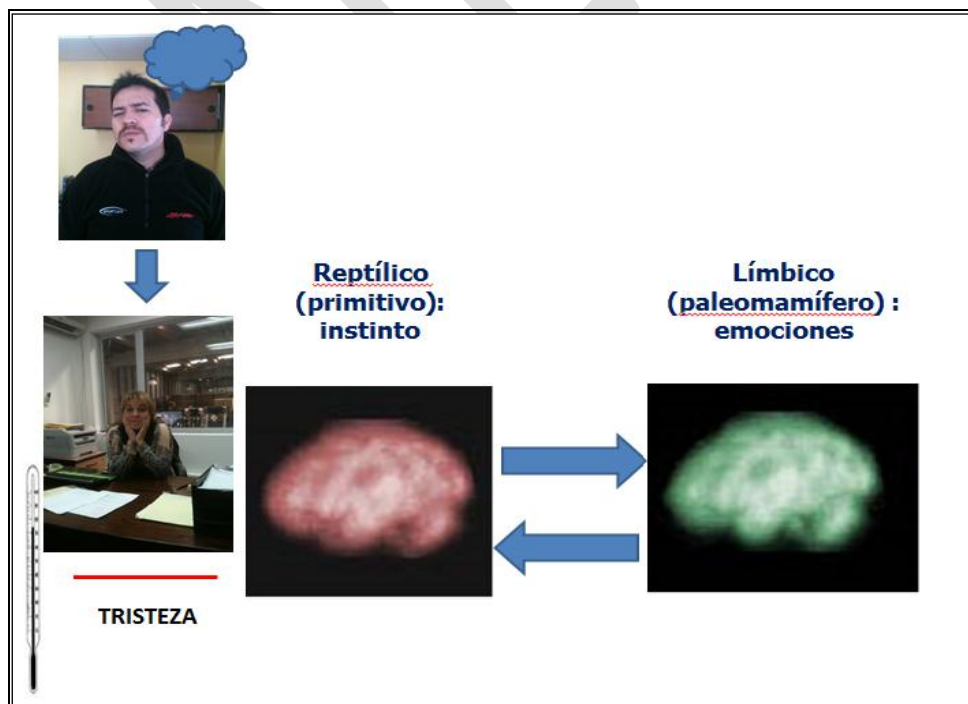 Reptílico
(primitivo):
instinto
Límbico
(paleomamífero) :
emociones
TRISTEZA